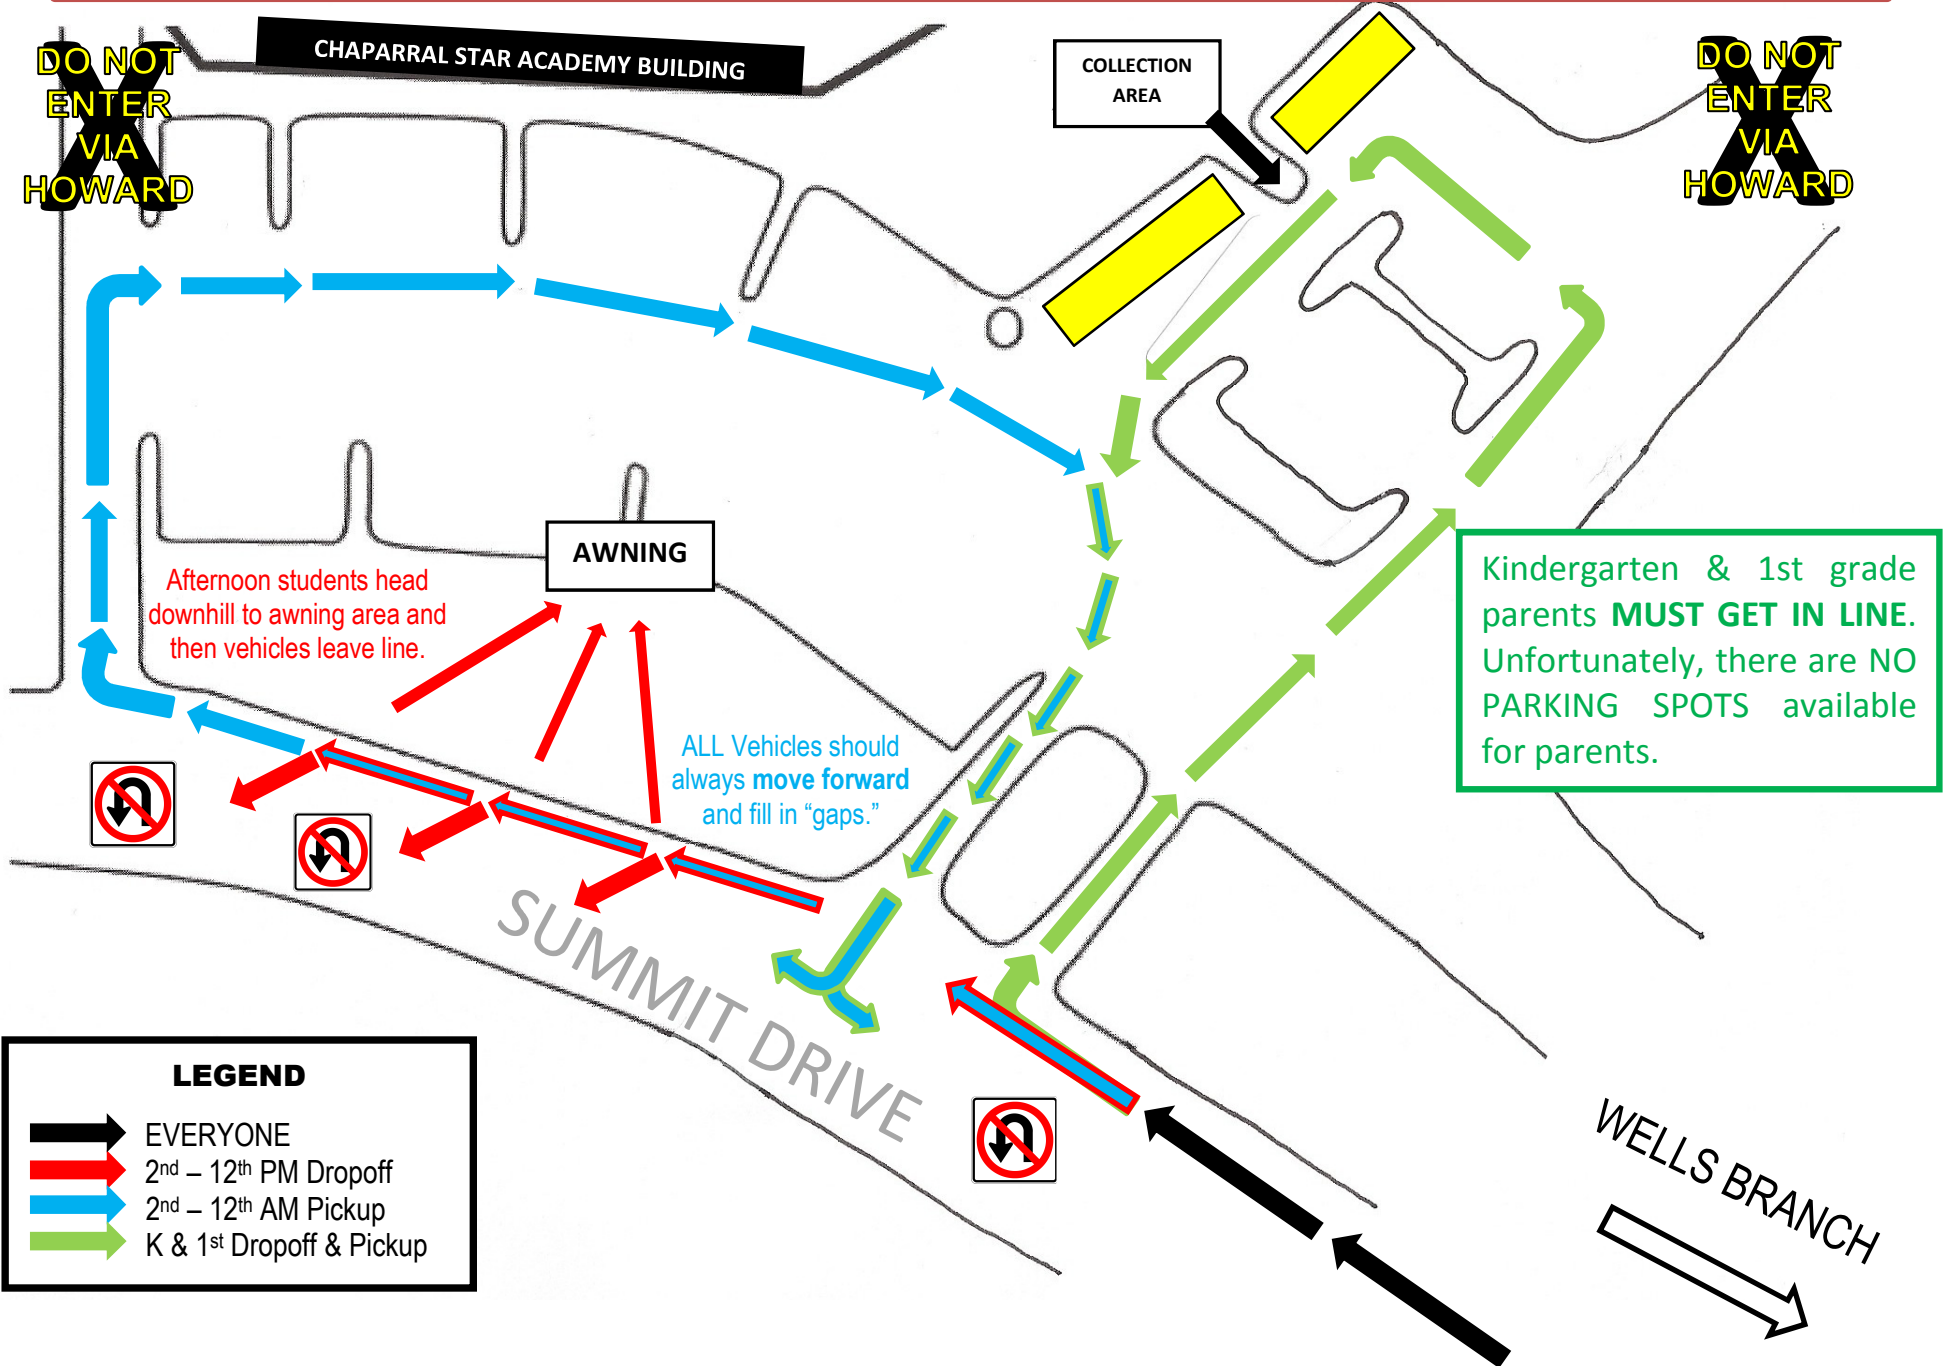 DO NOT
ENTER
VIA
HOWARD
CHAPARRAL STAR ACADEMY BUILDING
COLLECTION
AREA
DO NOT
ENTER
VIA
HOWARD
AWNING
Afternoon students head
downhill to awning area and
then vehicles leave line.
Kindergarten & 1st grade
parents MUST GET IN LINE.
Unfortunately, there are NO
PARKING SPOTS available
for parents.
ALL Vehicles should
always move forward
and fill in “gaps.”
SUMMIT DRIVE
LEGEND
EVERYONE
2nd – 12th PM Dropoff
2nd – 12th AM Pickup
K & 1st Dropoff & Pickup
WELLS BRANCH